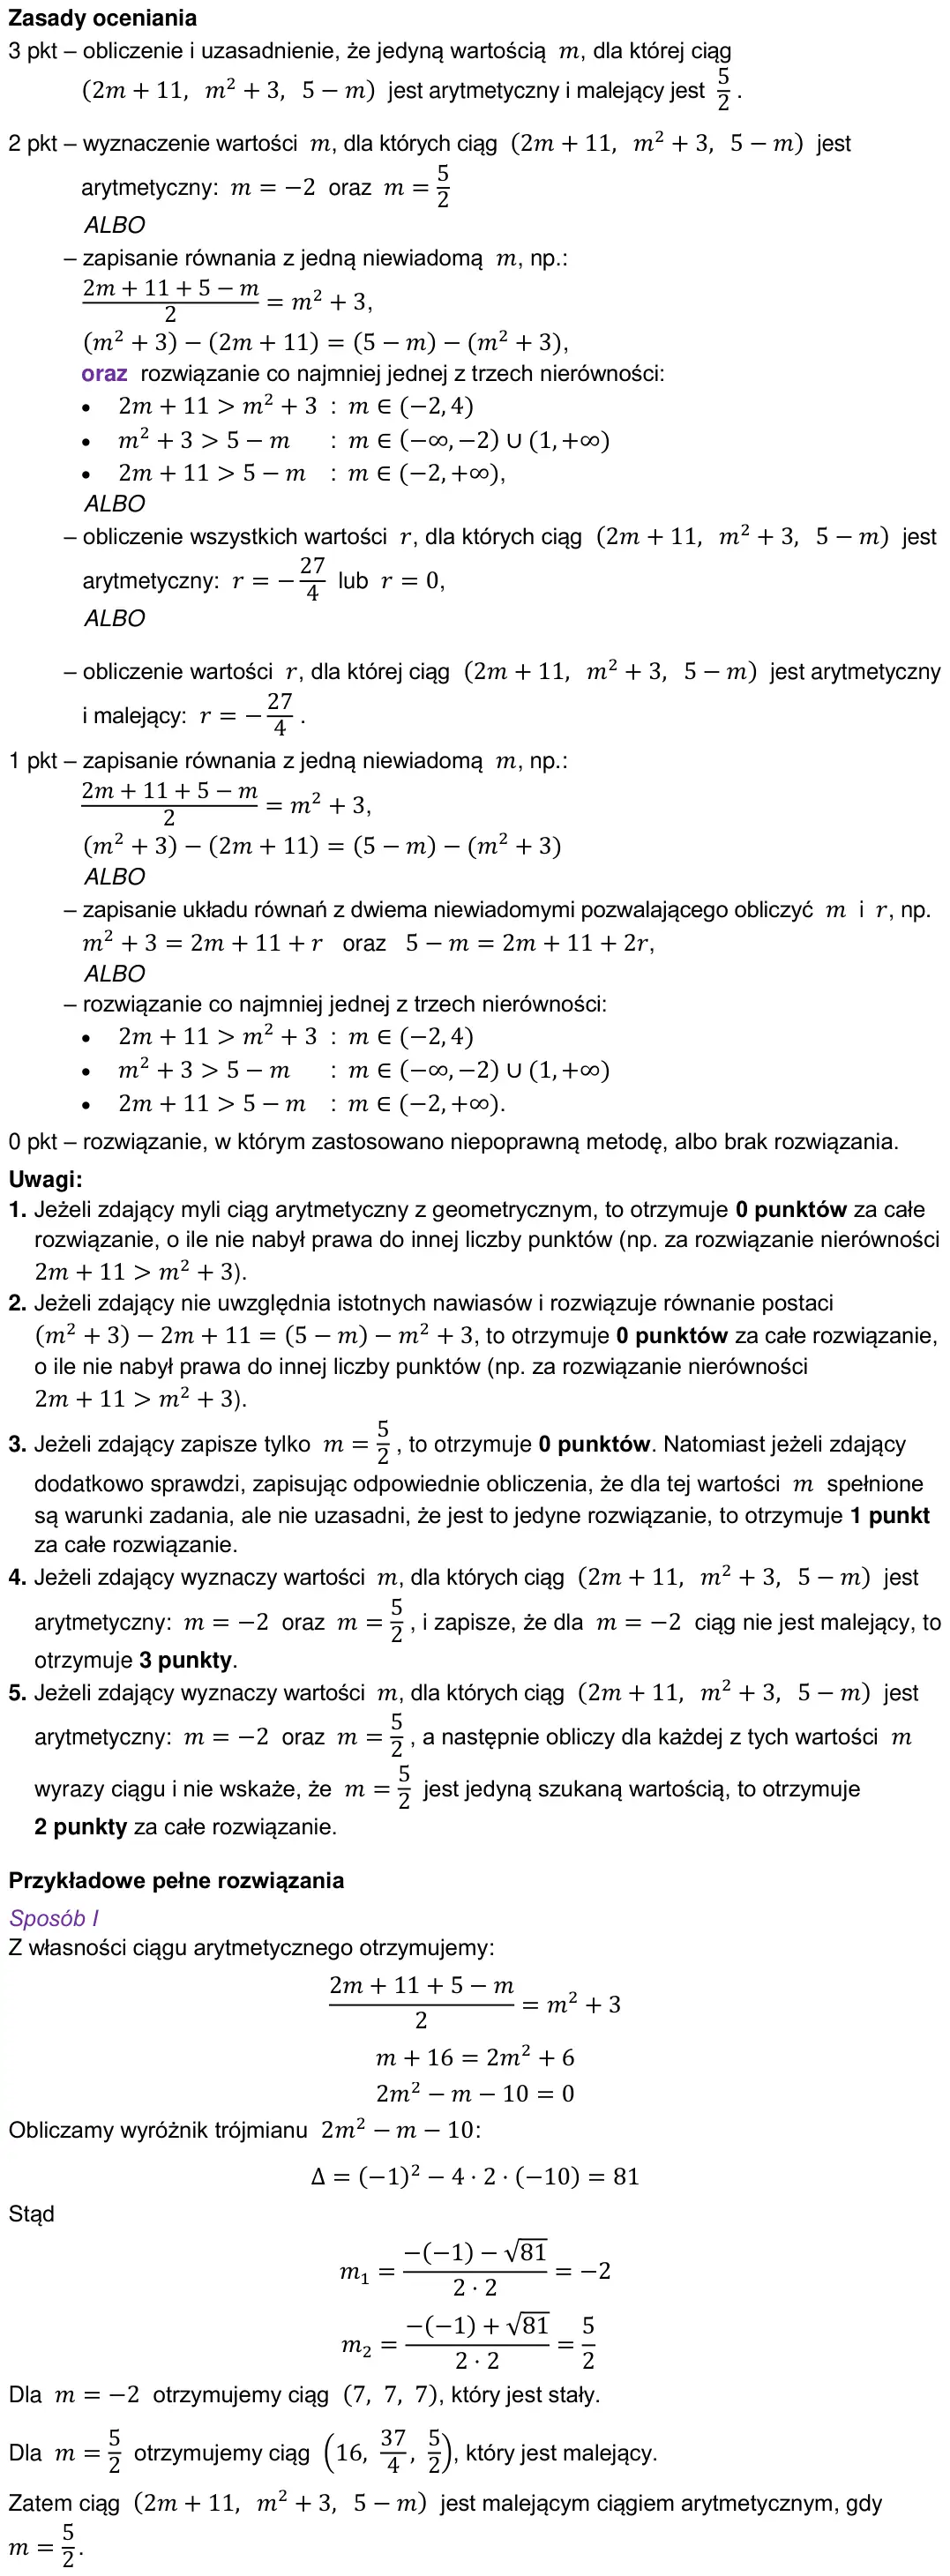 Zasady oceniania
3 pkt – obliczenie i uzasadnienie, że jedyną wartością m, dla której ciąg
(2m + 11, m² + 3, 5 − m) jest arytmetyczny i malejący jest 5/2 .
2 pkt – wyznaczenie wartości m, dla których ciąg (2m + 11, m² + 3, 5 − m) jest
arytmetyczny: m = −2 oraz m = 5/2
ALBO
– zapisanie równania z jedną niewiadomą m, np.:
(2m + 11 + 5 − m)/2 = m² + 3,
(m² + 3) − (2m + 11) = (5 − m) − (m² + 3),
oraz rozwiązanie co najmniej jednej z trzech nierówności:
• 2m + 11 > m² + 3 : m ∈ (−2, 4)
• m² + 3 > 5 − m : m ∈ (−∞, −2) ∪ (1, +∞)
• 2m + 11 > 5 − m : m ∈ (−2, +∞),
ALBO
– obliczenie wszystkich wartości r, dla których ciąg (2m + 11, m² + 3, 5 − m) jest
arytmetyczny: r = −27/4 lub r = 0,
ALBO
– obliczenie wartości r, dla której ciąg (2m + 11, m² + 3, 5 − m) jest arytmetyczny
i malejący: r = −27/4 .
1 pkt – zapisanie równania z jedną niewiadomą m, np.:
(2m + 11 + 5 − m)/2 = m² + 3,
(m² + 3) − (2m + 11) = (5 − m) − (m² + 3)
ALBO
– zapisanie układu równań z dwiema niewiadomymi pozwalającego obliczyć m i r, np.
m² + 3 = 2m + 11 + r oraz 5 − m = 2m + 11 + 2r,
ALBO
– rozwiązanie co najmniej jednej z trzech nierówności:
• 2m + 11 > m² + 3 : m ∈ (−2, 4)
• m² + 3 > 5 − m : m ∈ (−∞, −2) ∪ (1, +∞)
• 2m + 11 > 5 − m : m ∈ (−2, +∞).
0 pkt – rozwiązanie, w którym zastosowano niepoprawną metodę, albo brak rozwiązania.
Uwagi:
1. Jeżeli zdający myli ciąg arytmetyczny z geometrycznym, to otrzymuje 0 punktów za całe
rozwiązanie, o ile nie nabył prawa do innej liczby punktów (np. za rozwiązanie nierówności
2m + 11 > m² + 3).
2. Jeżeli zdający nie uwzględnia istotnych nawiasów i rozwiązuje równanie postaci
(m² + 3) − 2m + 11 = (5 − m) − m² + 3, to otrzymuje 0 punktów za całe rozwiązanie,
o ile nie nabył prawa do innej liczby punktów (np. za rozwiązanie nierówności
2m + 11 > m² + 3).
3. Jeżeli zdający zapisze tylko m = 5/2 , to otrzymuje 0 punktów. Natomiast jeżeli zdający
dodatkowo sprawdzi, zapisując odpowiednie obliczenia, że dla tej wartości m spełnione
są warunki zadania, ale nie uzasadni, że jest to jedyne rozwiązanie, to otrzymuje 1 punkt
za całe rozwiązanie.
4. Jeżeli zdający wyznaczy wartości m, dla których ciąg (2m + 11, m² + 3, 5 − m) jest
arytmetyczny: m = −2 oraz m = 5/2 , i zapisze, że dla m = −2 ciąg nie jest malejący, to
otrzymuje 3 punkty.
5. Jeżeli zdający wyznaczy wartości m, dla których ciąg (2m + 11, m² + 3, 5 − m) jest
arytmetyczny: m = −2 oraz m = 5/2 , a następnie obliczy dla każdej z tych wartości m
wyrazy ciągu i nie wskaże, że m = 5/2 jest jedyną szukaną wartością, to otrzymuje
2 punkty za całe rozwiązanie.
Przykładowe pełne rozwiązania
Sposób I
Z własności ciągu arytmetycznego otrzymujemy:
(2m + 11 + 5 − m)/2 = m² + 3
m + 16 = 2m² + 6
2m² − m − 10 = 0
Obliczamy wyróżnik trójmianu 2m² − m − 10:
Δ = (−1)² − 4 · 2 · (−10) = 81
Stąd
m₁ = (−(−1) − √81)/(2 · 2) = −2
m₂ = (−(−1) + √81)/(2 · 2) = 5/2
Dla m = −2 otrzymujemy ciąg (7, 7, 7), który jest stały.
Dla m = 5/2 otrzymujemy ciąg (16, 37/4, 5/2), który jest malejący.
Zatem ciąg (2m + 11, m² + 3, 5 − m) jest malejącym ciągiem arytmetycznym, gdy
m = 5/2.